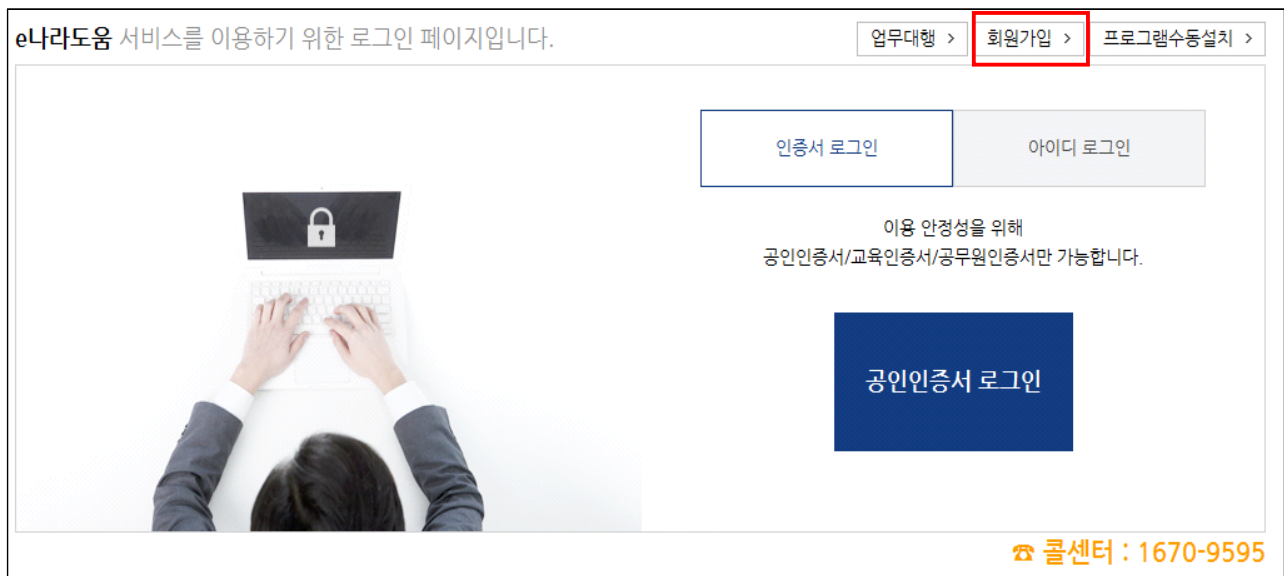 e나라도움 서비스를 이용하기 위한 로그인 페이지입니다.
업무대행 >
회원가입 >
프로그램수동설치 >
인증서 로그인
아이디 로그인
이용 안정성을 위해
공인인증서/교육인증서/공무원인증서만 가능합니다.
공인인증서 로그인
☎ 콜센터 : 1670-9595